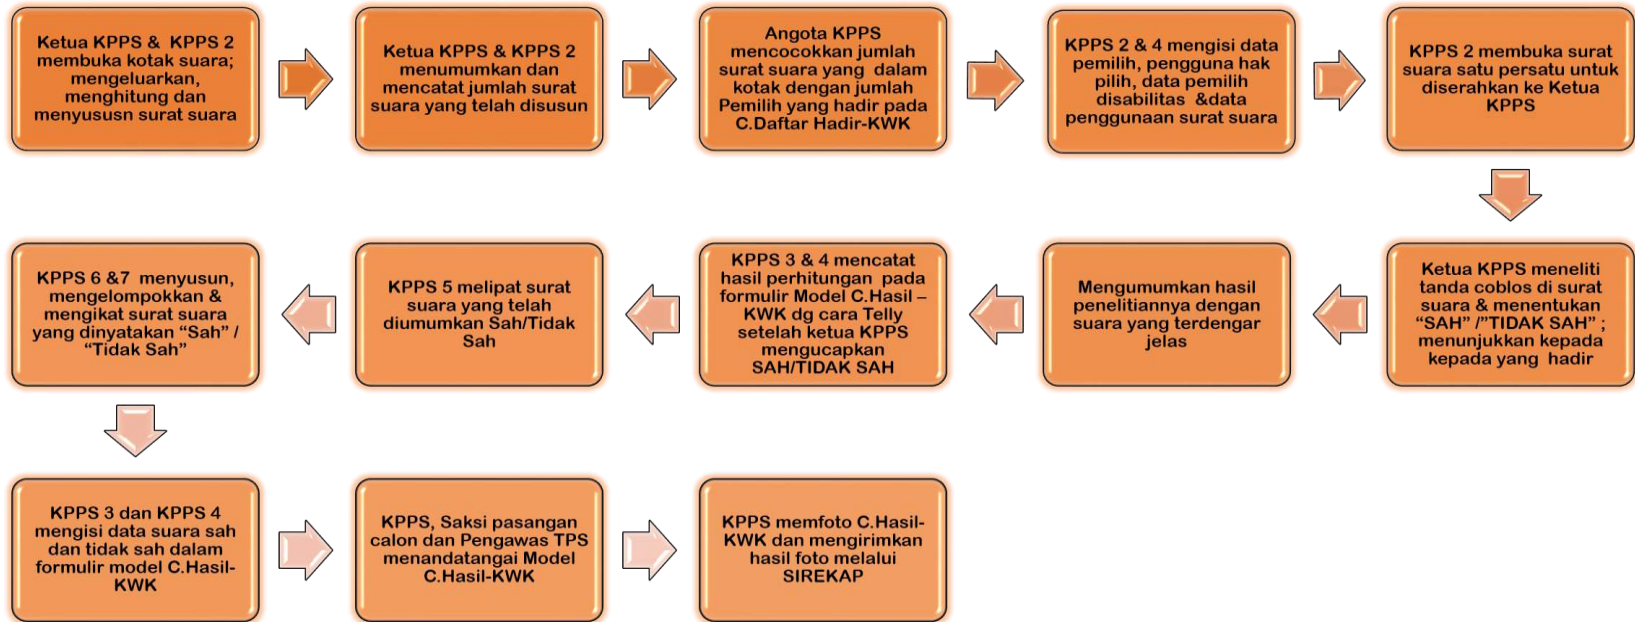 Ketua KPPS & KPPS 2
membuka kotak suara;
mengeluarkan,
menghitung dan
menyususn surat suara
Ketua KPPS & KPPS 2
menumumkan dan
mencatat jumlah surat
suara yang telah disusun
Angota KPPS
mencocokkan jumlah
surat suara yang dalam
kotak dengan jumlah
Pemilih yang hadir pada
C.Daftar Hadir-KWK
KPPS 2 & 4 mengisi data
pemilih, pengguna hak
pilih, data pemilih
disabilitas &data
penggunaan surat suara
KPPS 2 membuka surat
suara satu persatu untuk
diserahkan ke Ketua
KPPS
Ketua KPPS meneliti
tanda coblos di surat
suara & menentukan
“SAH” /”TIDAK SAH” ;
menunjukkan kepada
kepada yang hadir
Mengumumkan hasil
penelitiannya dengan
suara yang terdengar
jelas
KPPS 3 & 4 mencatat
hasil perhitungan pada
formulir Model C.Hasil –
KWK dg cara Telly
setelah ketua KPPS
mengucapkan
SAH/TIDAK SAH
KPPS 5 melipat surat
suara yang telah
diumumkan Sah/Tidak
Sah
KPPS 6 &7 menyusun,
mengelompokkan &
mengikat surat suara
yang dinyatakan “Sah” /
“Tidak Sah”
KPPS 3 dan KPPS 4
mengisi data suara sah
dan tidak sah dalam
formulir model C.Hasil-
KWK
KPPS, Saksi pasangan
calon dan Pengawas TPS
menandatangai Model
C.Hasil-KWK
KPPS memfoto C.Hasil-
KWK dan mengirimkan
hasil foto melalui
SIREKAP